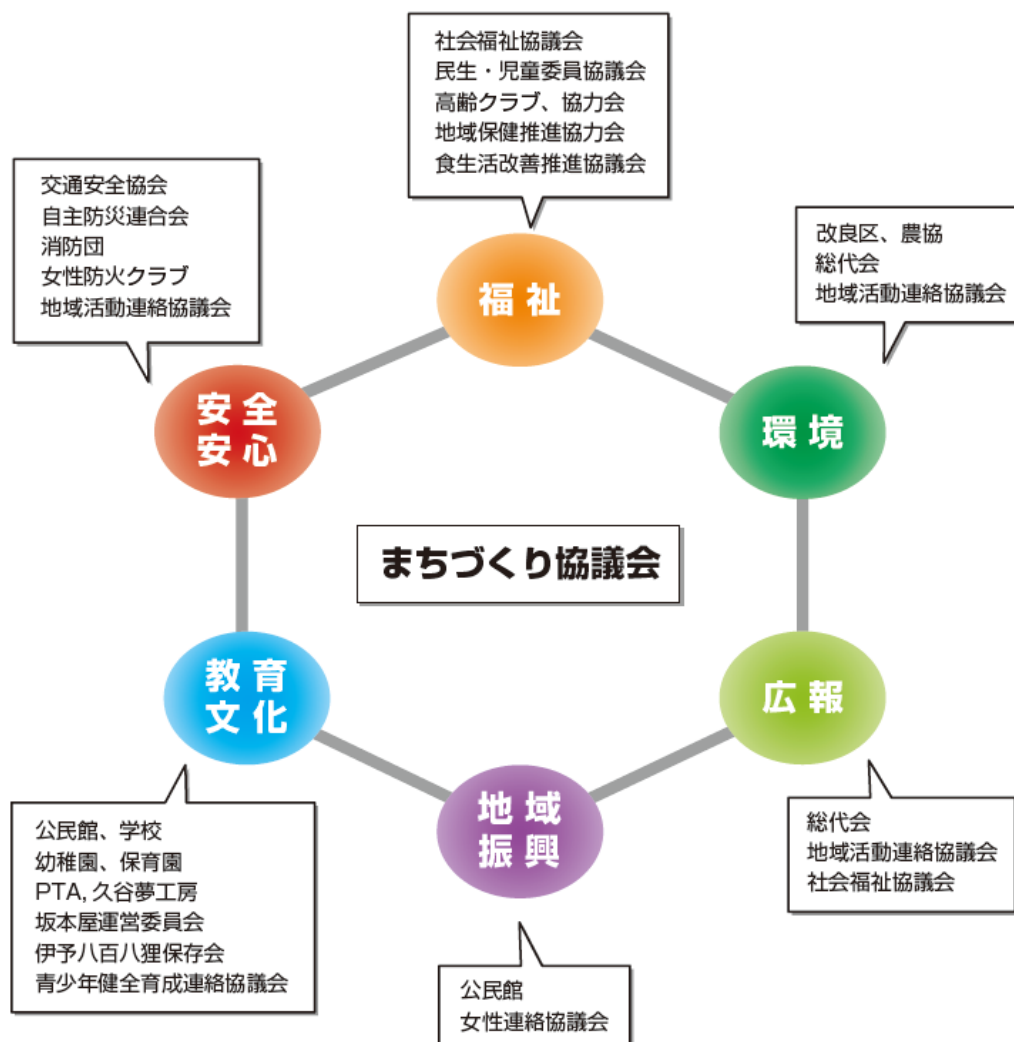 社会福祉協議会
民生・児童委員協議会
高齢クラブ、協力会
地域保健推進協力会
食生活改善推進協議会
交通安全協会
自主防災連合会
消防団
女性防火クラブ
地域活動連絡協議会
改良区、農協
総代会
地域活動連絡協議会
福祉
安全
安心
環境
まちづくり協議会
教育
文化
広報
地域
振興
公民館、学校
幼稚園、保育園
PTA, 久谷夢工房
坂本屋運営委員会
伊予八百八狸保存会
青少年健全育成連絡協議会
総代会
地域活動連絡協議会
社会福祉協議会
公民館
女性連絡協議会